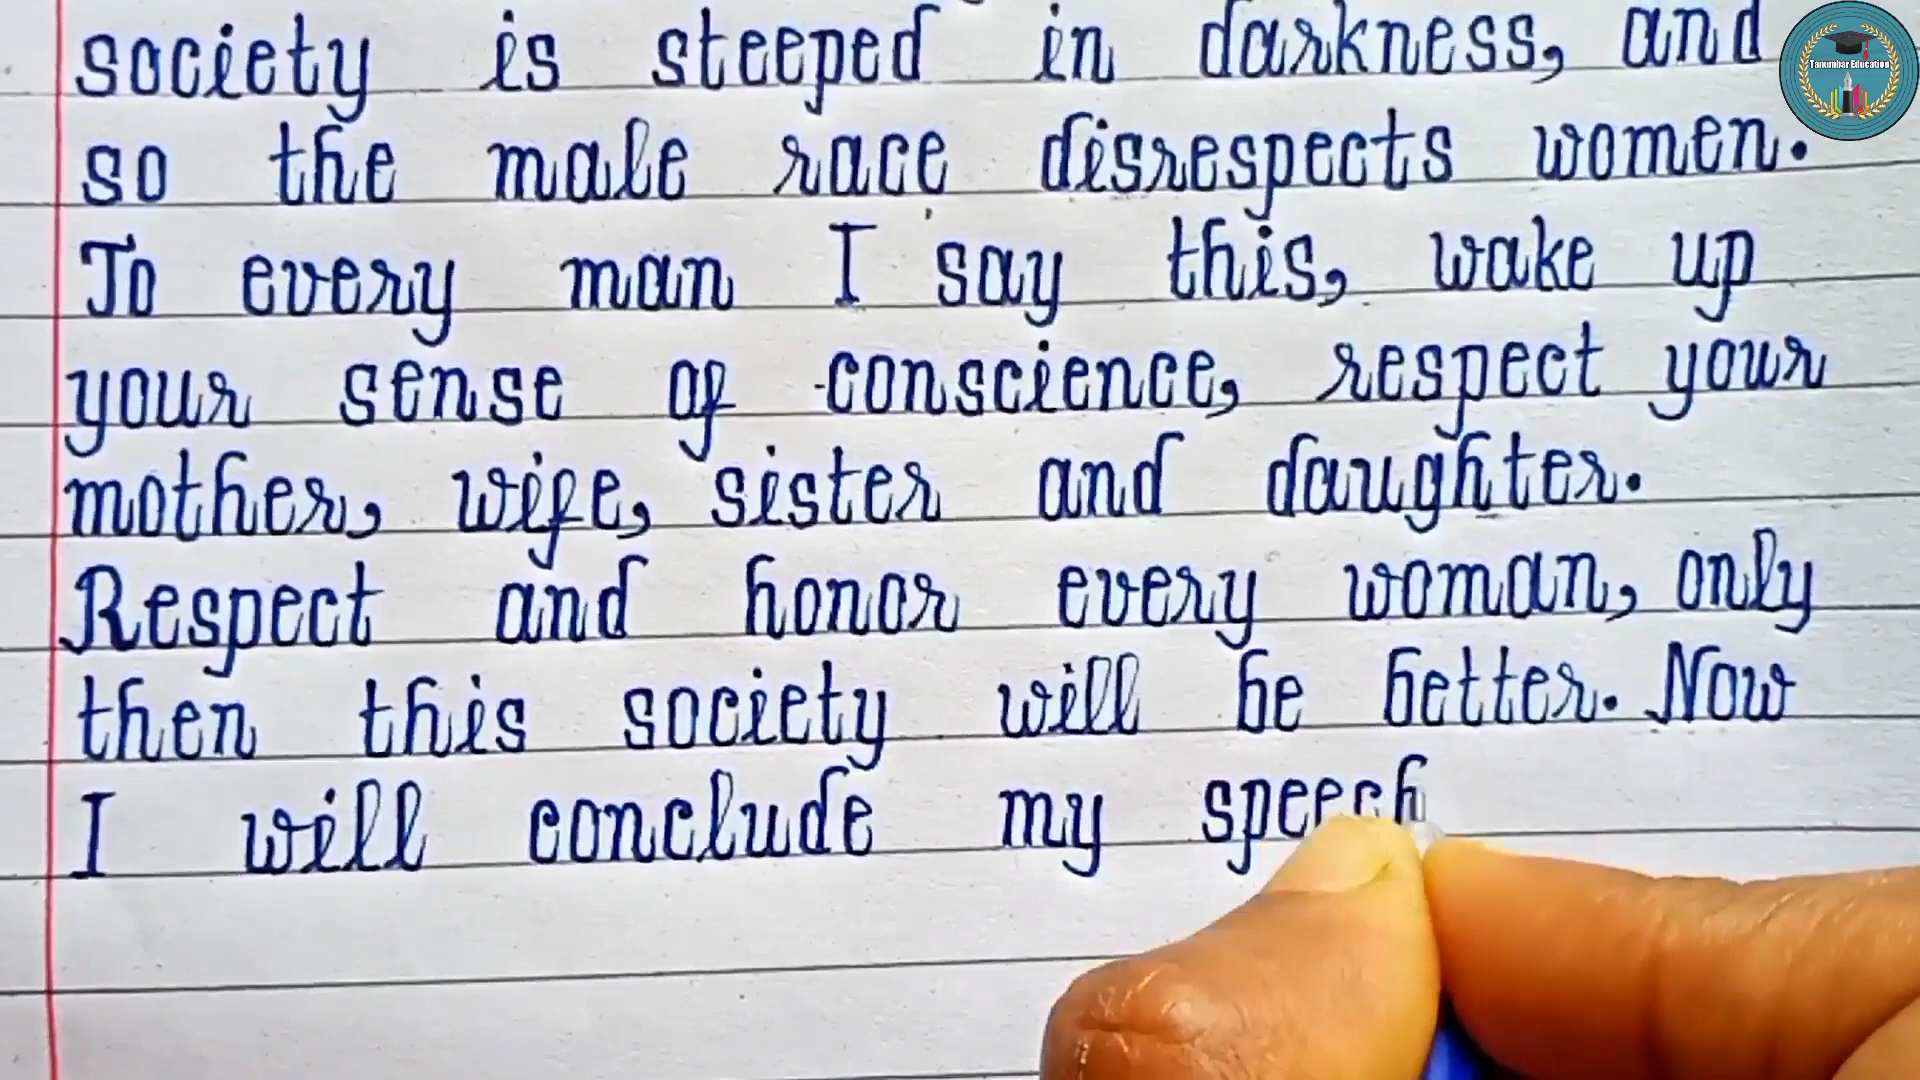 society is steeped in darkness, and
Tanumbar Education
so the male race disrespects women.
To every man I say this, wake up
your sense of conscience, respect your
mother, wife, sister and daughter.
Respect and honor every woman, only
then this society will be better. Now
I will conclude my speech